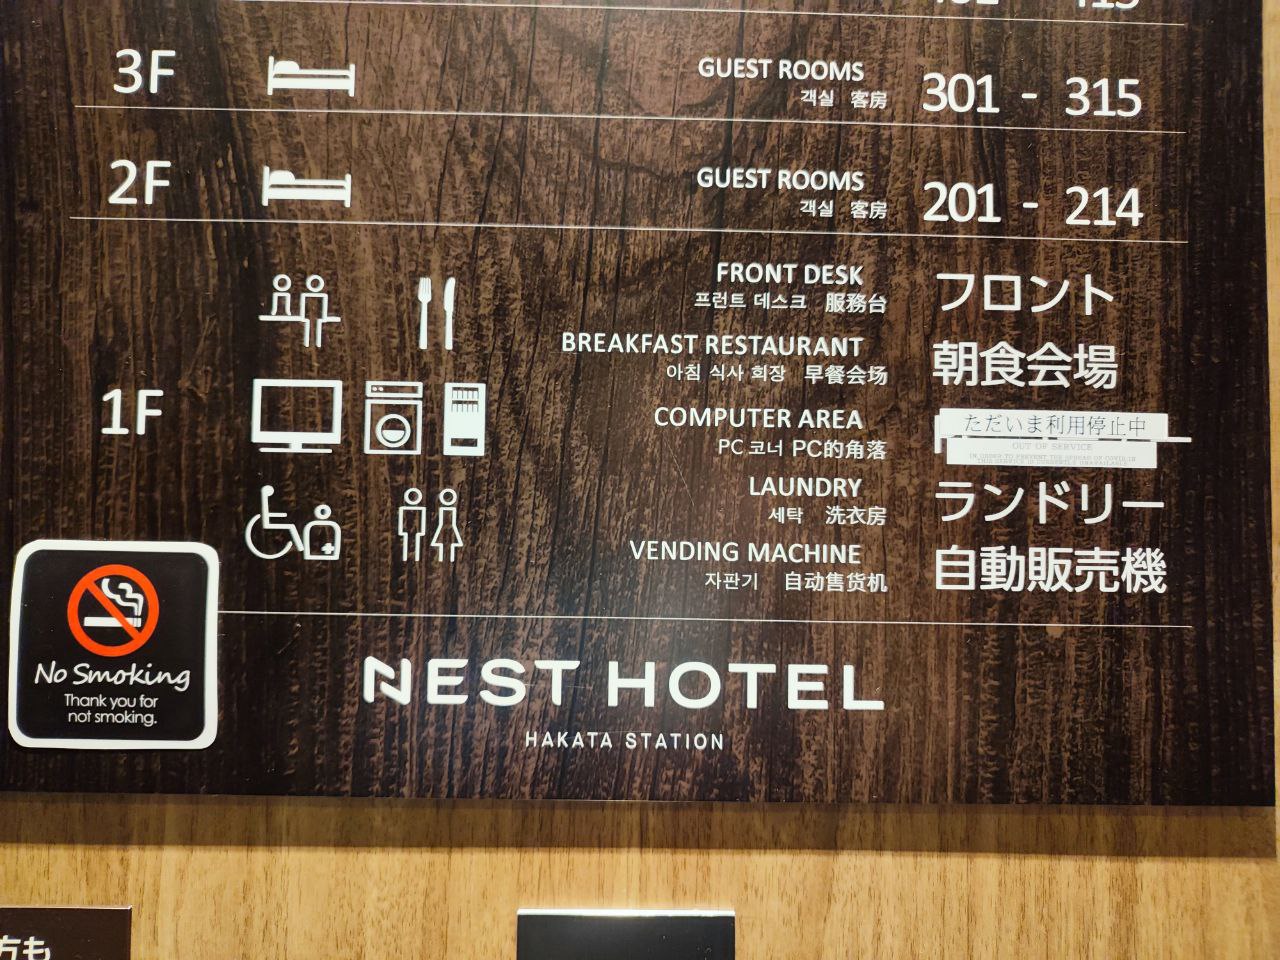 3F GUEST ROOMS 301 - 315
객실 客房
2F GUEST ROOMS 201 - 214
객실 客房
1F
FRONT DESK フロント
프런트 데스크 服務台
BREAKFAST RESTAURANT 朝食会場
아침 식사 회장 早餐会场
COMPUTER AREA ただいま利用停止中
PC 코너 PC的角落 OUT OF SERVICE
IN ORDER TO PREVENT THE SPREAD OF COVID-19
THIS SERVICE IS CURRENTLY UNAVAILABLE
LAUNDRY ランドリー
세탁 洗衣房
VENDING MACHINE 自動販売機
자판기 自动售货机
No Smoking
Thank you for
not smoking.
NEST HOTEL
HAKATA STATION
方も